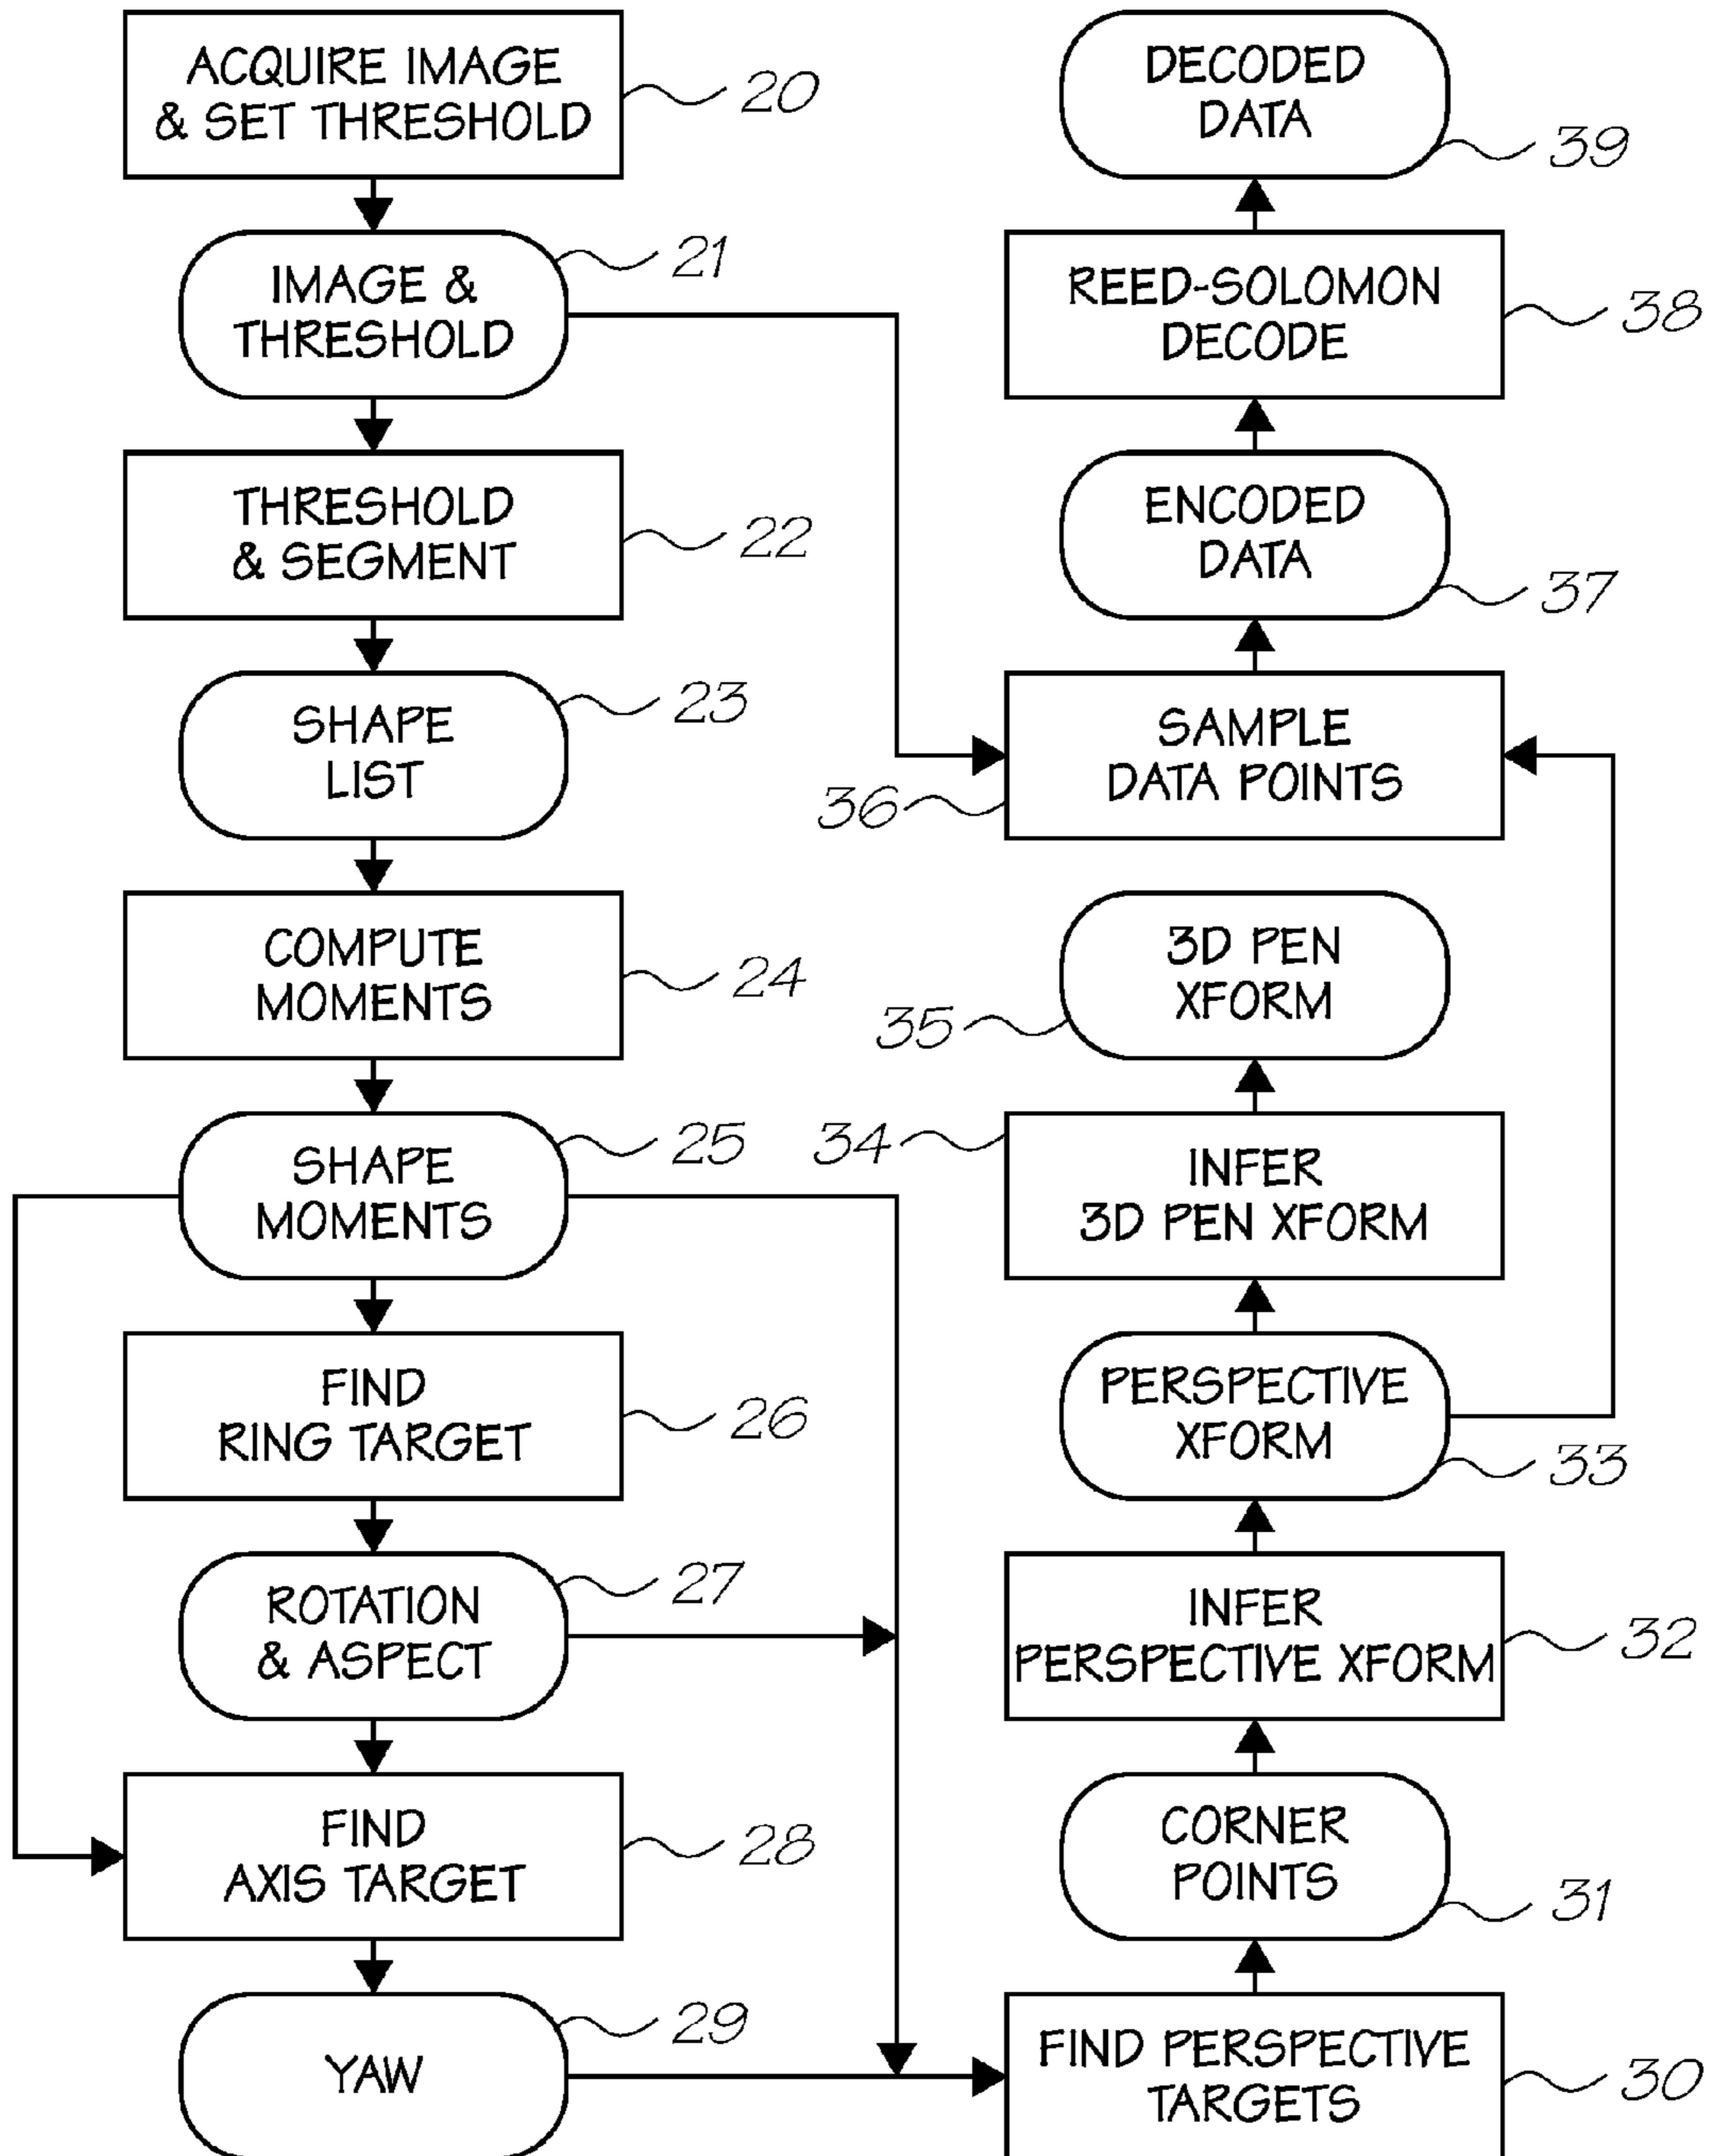 ACQUIRE IMAGE
& SET THRESHOLD
20
IMAGE &
THRESHOLD
21
THRESHOLD
& SEGMENT
22
SHAPE
LIST
23
COMPUTE
MOMENTS
24
SHAPE
MOMENTS
25
FIND
RING TARGET
26
ROTATION
& ASPECT
27
FIND
AXIS TARGET
28
YAW
29
FIND PERSPECTIVE
TARGETS
30
CORNER
POINTS
31
INFER
PERSPECTIVE XFORM
32
PERSPECTIVE
XFORM
33
INFER
3D PEN XFORM
34
3D PEN
XFORM
35
SAMPLE
DATA POINTS
36
ENCODED
DATA
37
REED-SOLOMON
DECODE
38
DECODED
DATA
39